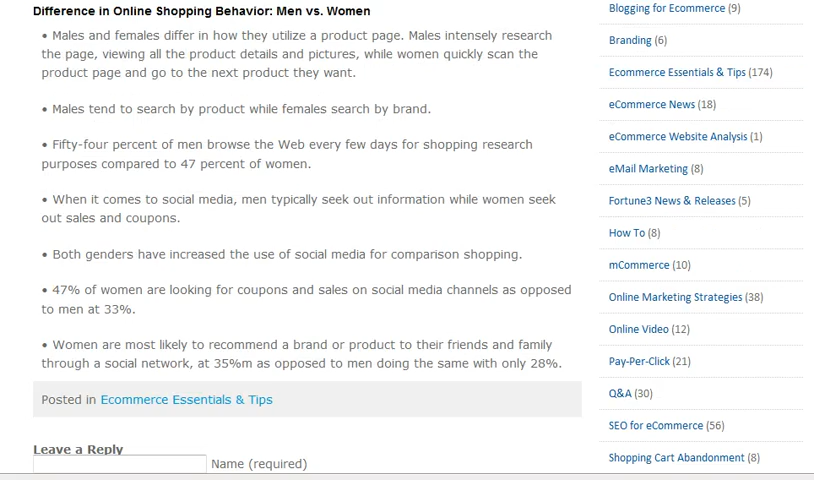 Difference in Online Shopping Behavior: Men vs. Women
• Males and females differ in how they utilize a product page. Males intensely research
the page, viewing all the product details and pictures, while women quickly scan the
product page and go to the next product they want.
• Males tend to search by product while females search by brand.
• Fifty-four percent of men browse the Web every few days for shopping research
purposes compared to 47 percent of women.
• When it comes to social media, men typically seek out information while women seek
out sales and coupons.
• Both genders have increased the use of social media for comparison shopping.
• 47% of women are looking for coupons and sales on social media channels as opposed
to men at 33%.
• Women are most likely to recommend a brand or product to their friends and family
through a social network, at 35%m as opposed to men doing the same with only 28%.
Posted in Ecommerce Essentials & Tips
Leave a Reply
Name (required)
Blogging for Ecommerce (9)
Branding (6)
Ecommerce Essentials & Tips (174)
eCommerce News (18)
eCommerce Website Analysis (1)
eMail Marketing (8)
Fortune3 News & Releases (5)
How To (8)
mCommerce (10)
Online Marketing Strategies (38)
Online Video (12)
Pay-Per-Click (21)
Q&A (30)
SEO for eCommerce (56)
Shopping Cart Abandonment (8)